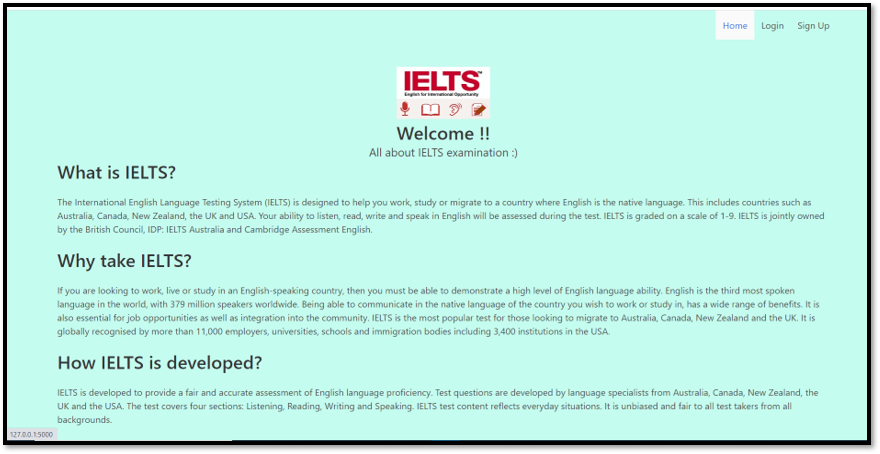 Home Login Sign Up
IELTS™
English for International Opportunity
Welcome !!
All about IELTS examination :)
What is IELTS?
The International English Language Testing System (IELTS) is designed to help you work, study or migrate to a country where English is the native language. This includes countries such as
Australia, Canada, New Zealand, the UK and USA. Your ability to listen, read, write and speak in English will be assessed during the test. IELTS is graded on a scale of 1-9. IELTS is jointly owned
by the British Council, IDP: IELTS Australia and Cambridge Assessment English.
Why take IELTS?
If you are looking to work, live or study in an English-speaking country, then you must be able to demonstrate a high level of English language ability. English is the third most spoken
language in the world, with 379 million speakers worldwide. Being able to communicate in the native language of the country you wish to work or study in, has a wide range of benefits. It is
also essential for job opportunities as well as integration into the community. IELTS is the most popular test for those looking to migrate to Australia, Canada, New Zealand and the UK. It is
globally recognised by more than 11,000 employers, universities, schools and immigration bodies including 3,400 institutions in the USA.
How IELTS is developed?
IELTS is developed to provide a fair and accurate assessment of English language proficiency. Test questions are developed by language specialists from Australia, Canada, New Zealand, the
UK and the USA. The test covers four sections: Listening, Reading, Writing and Speaking. IELTS test content reflects everyday situations. It is unbiased and fair to all test takers from all
backgrounds.
127.0.0.1:5000